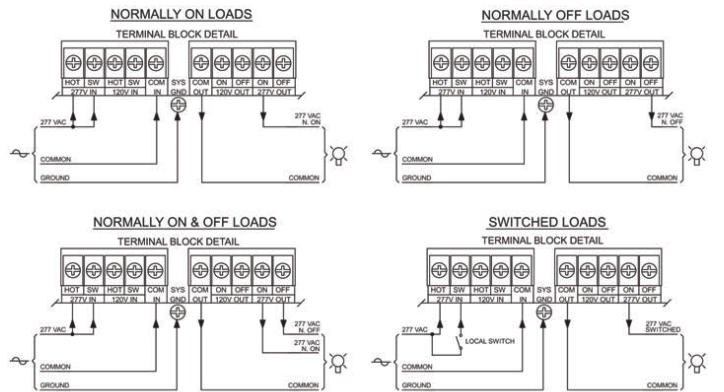 NORMALLY ON LOADS
TERMINAL BLOCK DETAIL
HOT SW HOT SW COM SYS COM ON OFF ON OFF
277V IN 120V IN IN GND OUT 120V OUT 277V OUT
277 VAC
277 VAC
N. ON
COMMON
GROUND
COMMON
NORMALLY OFF LOADS
TERMINAL BLOCK DETAIL
HOT SW HOT SW COM SYS COM ON OFF ON OFF
277V IN 120V IN IN GND OUT 120V OUT 277V OUT
277 VAC
277 VAC
N. OFF
COMMON
GROUND
COMMON
NORMALLY ON & OFF LOADS
TERMINAL BLOCK DETAIL
HOT SW HOT SW COM SYS COM ON OFF ON OFF
277V IN 120V IN IN GND OUT 120V OUT 277V OUT
277 VAC
277 VAC
N. OFF
277 VAC
N. ON
COMMON
GROUND
COMMON
SWITCHED LOADS
TERMINAL BLOCK DETAIL
HOT SW HOT SW COM SYS COM ON OFF ON OFF
277V IN 120V IN IN GND OUT 120V OUT 277V OUT
277 VAC
277 VAC
SWITCHED
LOCAL SWITCH
COMMON
GROUND
COMMON